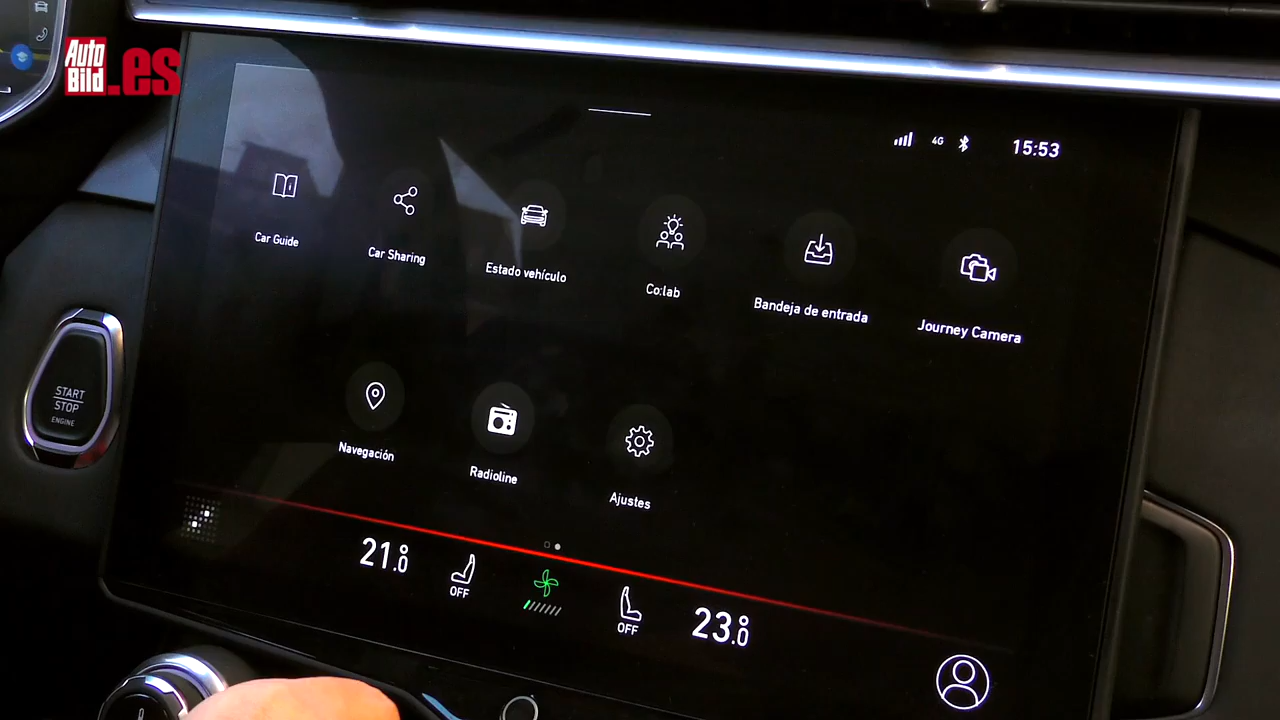 Auto
Bild
.es
4G
15:53
Car Guide
Car Sharing
Estado vehículo
Co:lab
Bandeja de entrada
Journey Camera
START
STOP
ENGINE
Navegación
Radioline
Ajustes
21.0
OFF
OFF
23.0